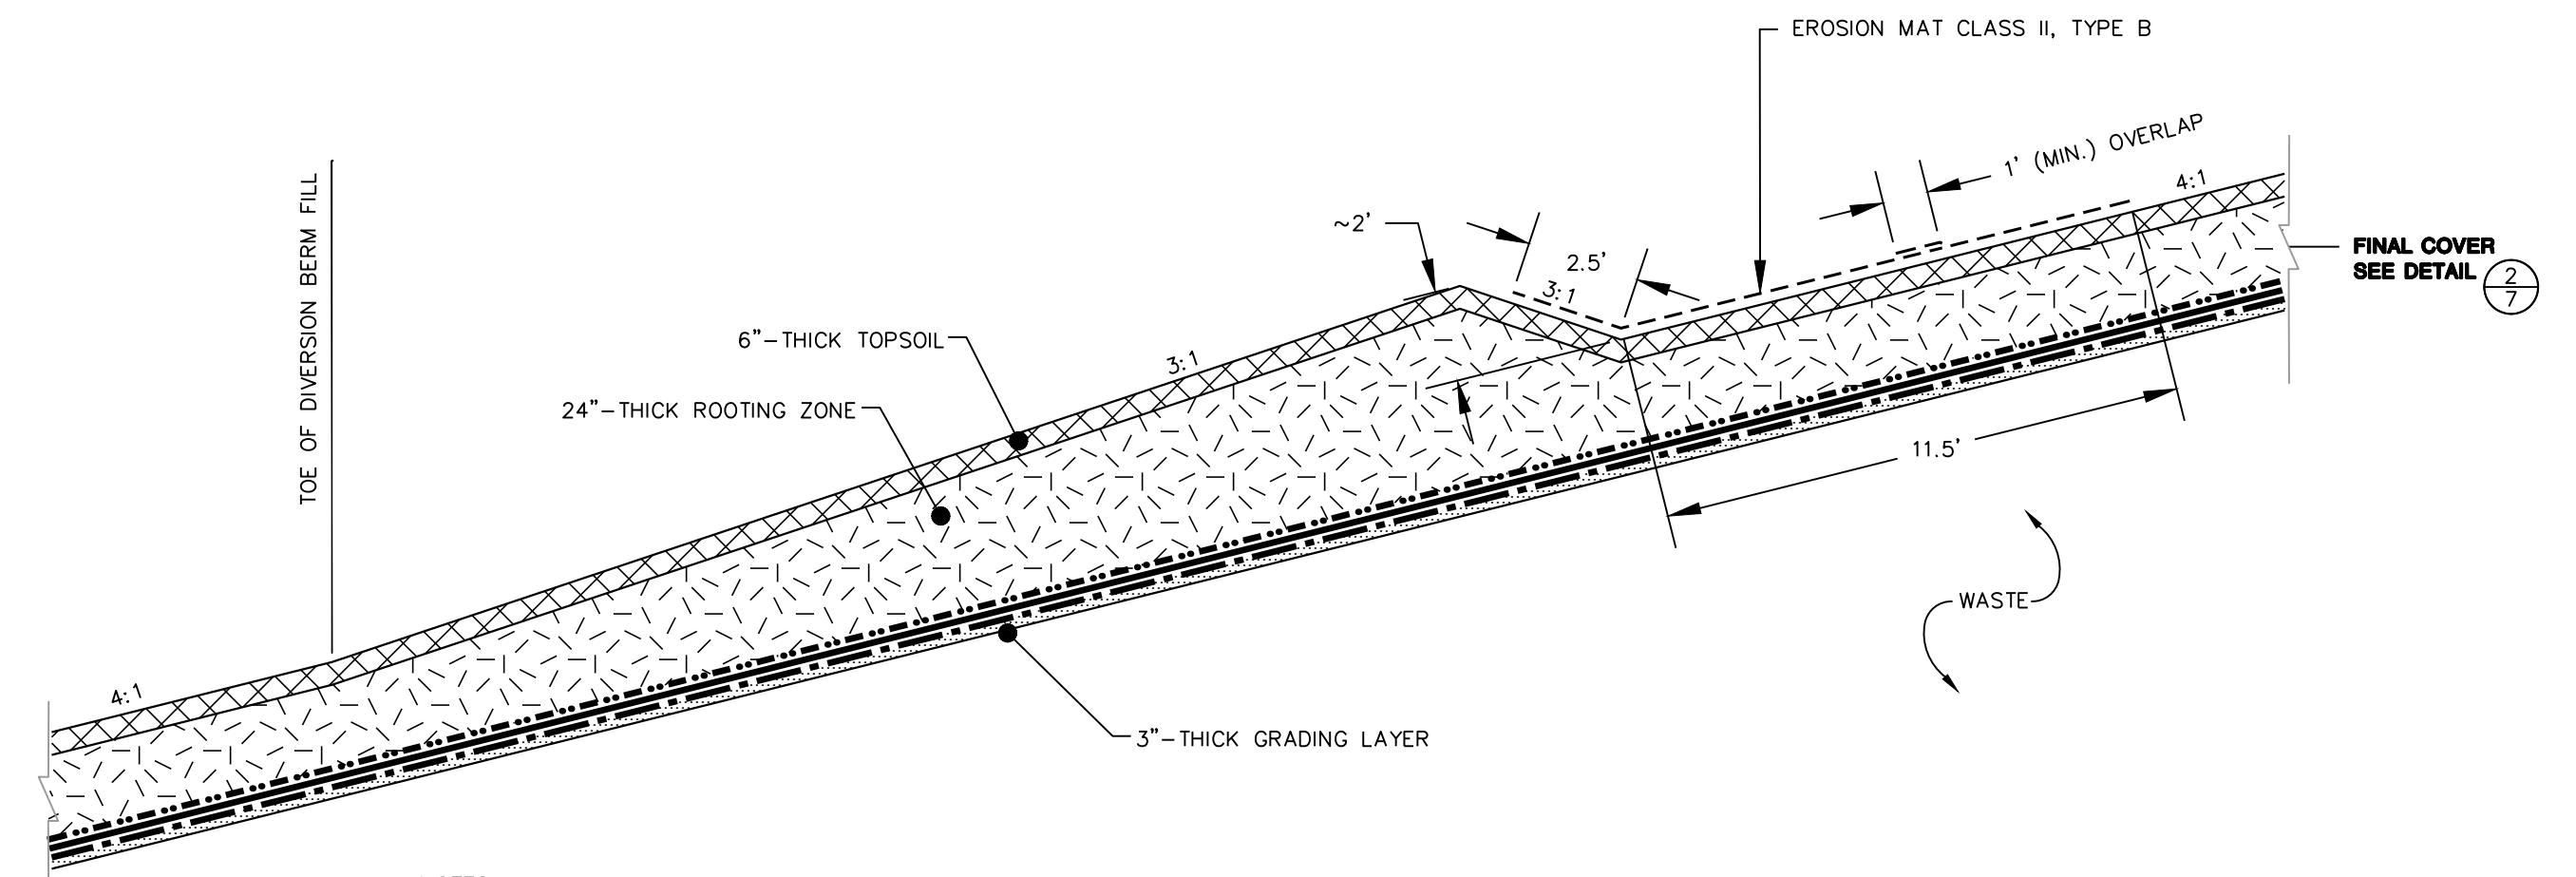 EROSION MAT CLASS II, TYPE B
1' (MIN.) OVERLAP
4:1
TOE OF DIVERSION BERM FILL
~2'
2.5'
3:1
FINAL COVER
SEE DETAIL
2
7
6"-THICK TOPSOIL
3:1
24"-THICK ROOTING ZONE
11.5'
WASTE
4:1
3"-THICK GRADING LAYER